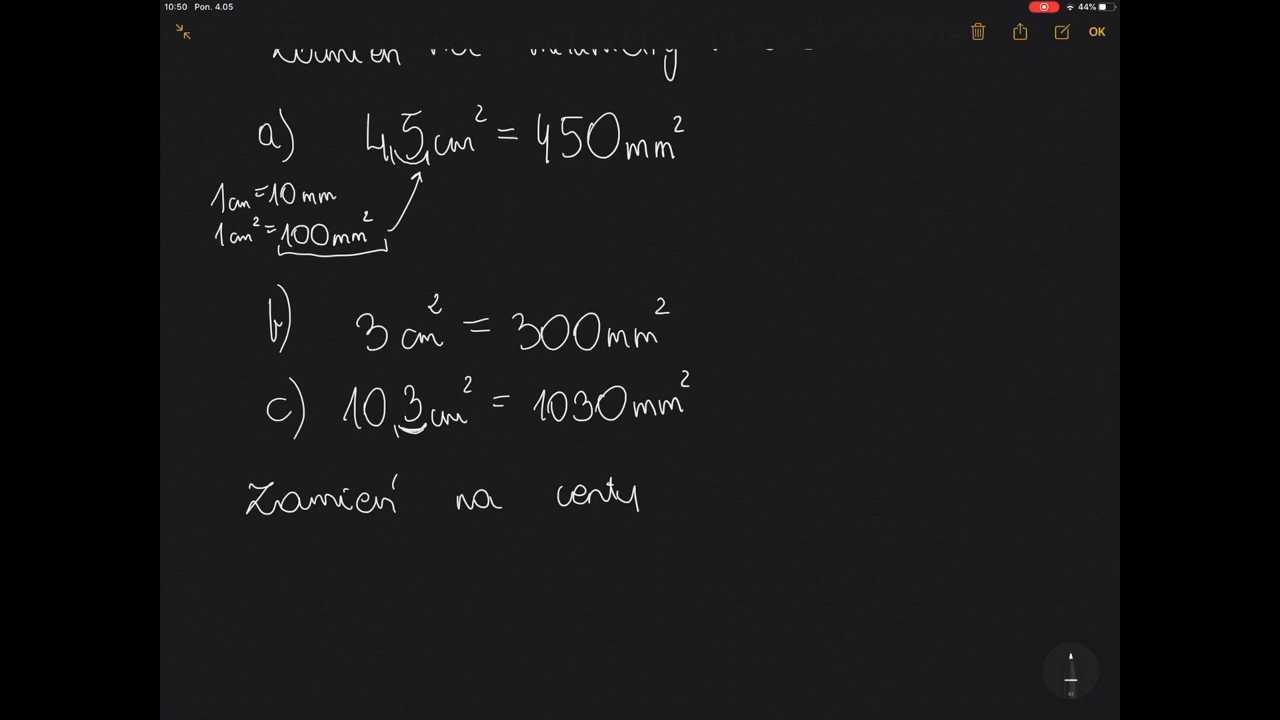 10:50 Pon. 4.05
44%
OK
a) 4,5 cm² = 450 mm²
1 cm = 10 mm
1 cm² = 100 mm²
b) 3 cm² = 300 mm²
c) 10,3 cm² = 1030 mm²
Zamień na centy